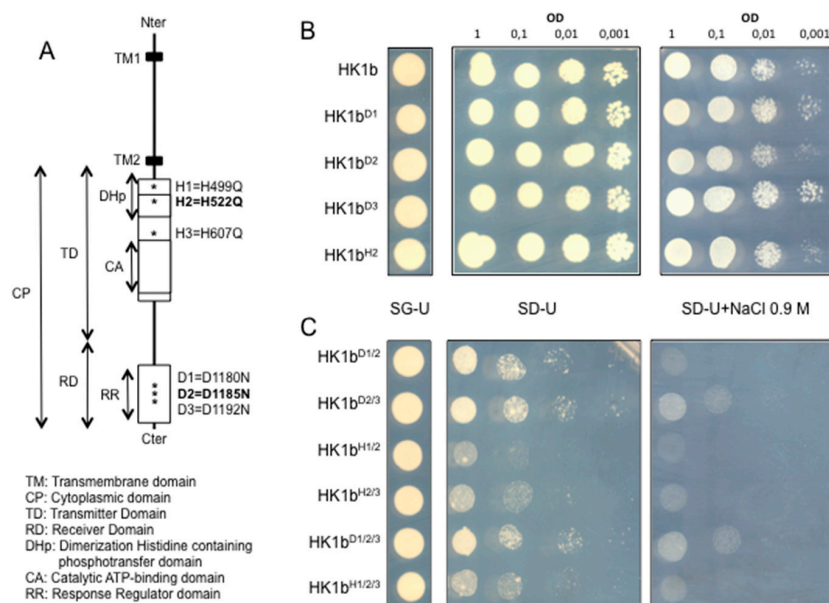 A
Nter
TM1
TM2
DHp
H1=H499Q
H2=H522Q
H3=H607Q
CA
TD
CP
RD
RR
D1=D1180N
D2=D1185N
D3=D1192N
Cter
TM: Transmembrane domain
CP: Cytoplasmic domain
TD: Transmitter Domain
RD: Receiver Domain
DHp: Dimerization Histidine containing
phosphotransfer domain
CA: Catalytic ATP-binding domain
RR: Response Regulator domain
B
OD
OD
1 0,1 0,01 0,001
1 0,1 0,01 0,001
HK1b
HK1bD1
HK1bD2
HK1bD3
HK1bH2
SG-U
SD-U
SD-U+NaCl 0.9 M
C
HK1bD1/2
HK1bD2/3
HK1bH1/2
HK1bH2/3
HK1bD1/2/3
HK1bH1/2/3